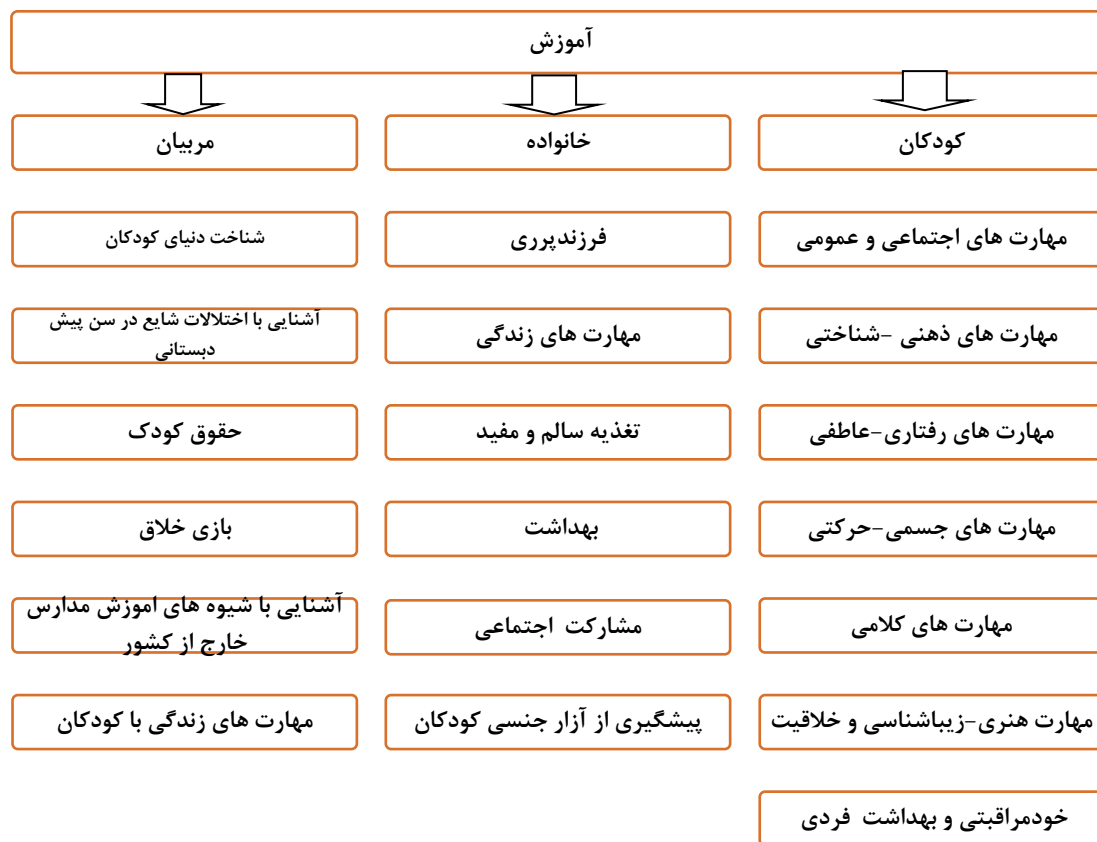 آموزش
کودکان
خانواده
مربیان
مهارت های اجتماعی و عمومی
فرزندپرری
شناخت دنیای کودکان
مهارت های ذهنی -شناختی
مهارت های زندگی
آشنایی با اختلالات شایع در سن پیش
دبستانی
مهارت های رفتاری-عاطفی
تغذیه سالم و مفید
حقوق کودک
مهارت های جسمی-حرکتی
بهداشت
بازی خلاق
مهارت های کلامی
مشارکت اجتماعی
آشنایی با شیوه های اموزش مدارس
خارج از کشور
مهارت هنری-زیباشناسی و خلاقیت
پیشگیری از آزار جنسی کودکان
مهارت های زندگی با کودکان
خودمراقبتی و بهداشت فردی